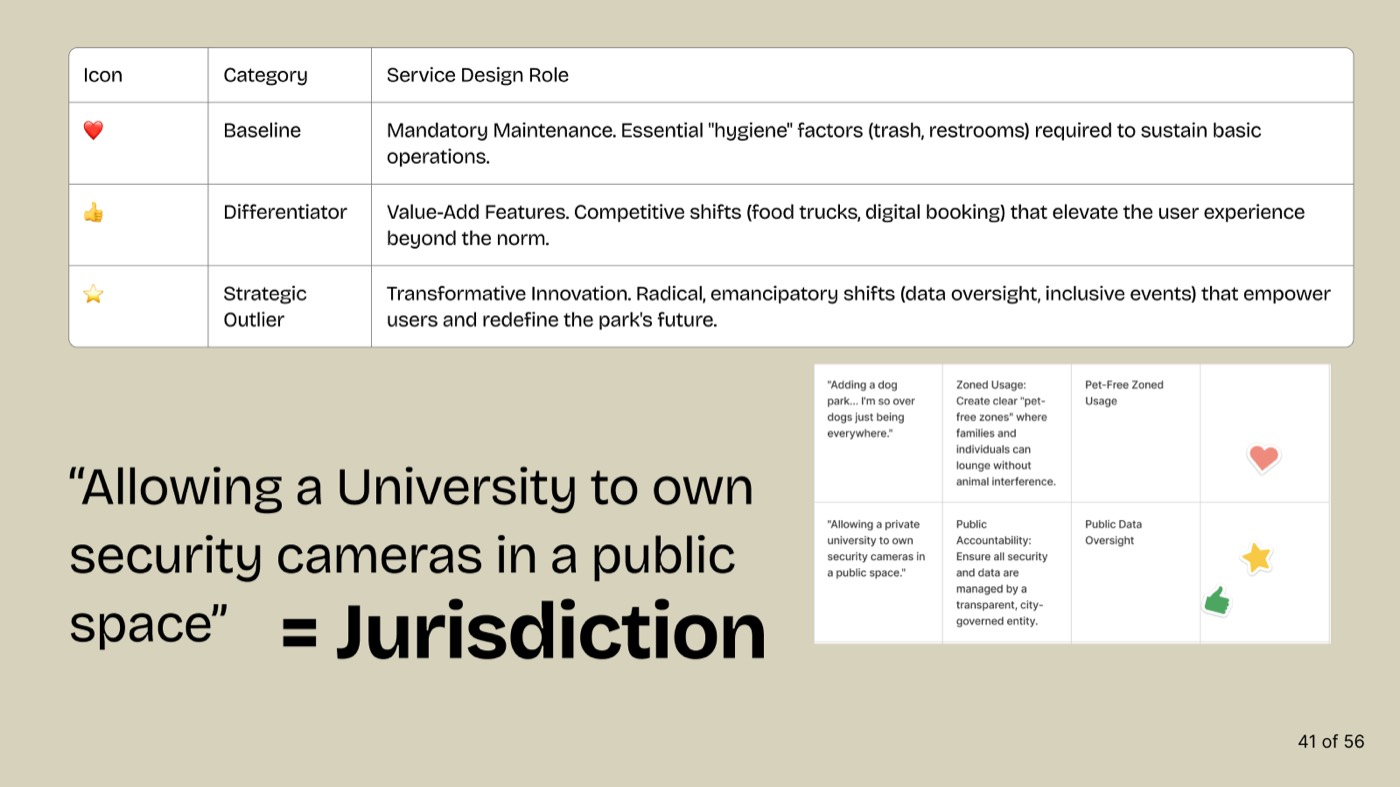 Icon
Category
Service Design Role
❤️
Baseline
Mandatory Maintenance. Essential "hygiene" factors (trash, restrooms) required to sustain basic
operations.
👍
Differentiator
Value-Add Features. Competitive shifts (food trucks, digital booking) that elevate the user experience
beyond the norm.
⭐
Strategic
Outlier
Transformative Innovation. Radical, emancipatory shifts (data oversight, inclusive events) that empower
users and redefine the park's future.
“Allowing a University to own
security cameras in a public
space”
= Jurisdiction
"Adding a dog
park... I'm so over
dogs just being
everywhere."
Zoned Usage:
Create clear "pet-
free zones" where
families and
individuals can
lounge without
animal interference.
Pet-Free Zoned
Usage
"Allowing a private
university to own
security cameras in
a public space."
Public
Accountability:
Ensure all security
and data are
managed by a
transparent, city-
governed entity.
Public Data
Oversight
41 of 56